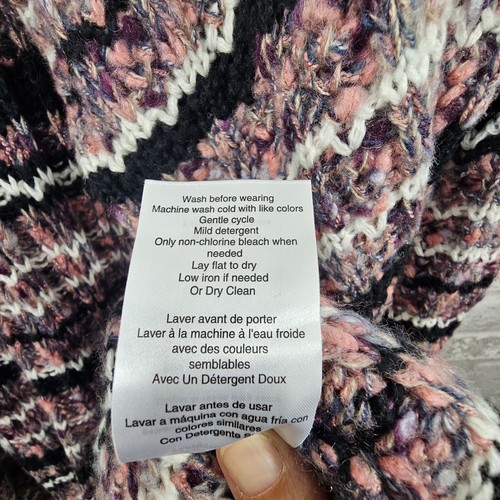 Wash before wearing
Machine wash cold with like colors
Gentle cycle
Mild detergent
Only non-chlorine bleach when
needed
Lay flat to dry
Low iron if needed
Or Dry Clean
Laver avant de porter
Laver à la machine à l'eau froide
avec des couleurs
semblables
Avec Un Détergent Doux
Lavar antes de usar
Lavar a máquina con agua fría con
colores similares
Con Detergente